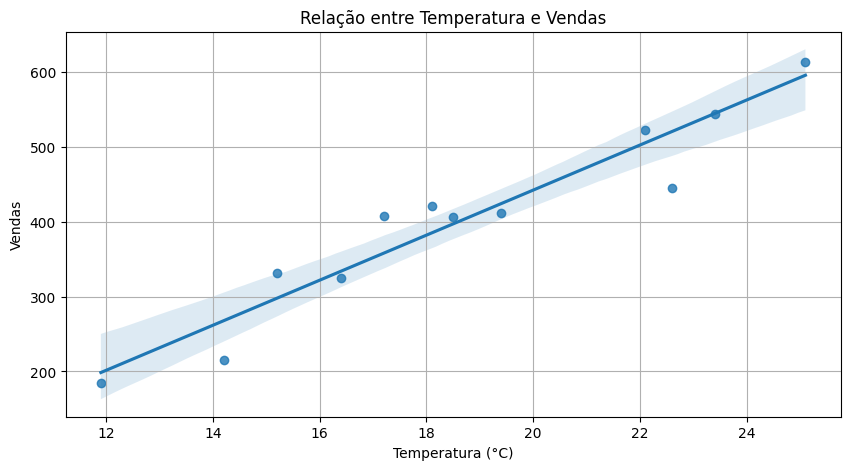 Relação entre Temperatura e Vendas
600
500
400
300
200
Vendas
12 14 16 18 20 22 24
Temperatura (°C)